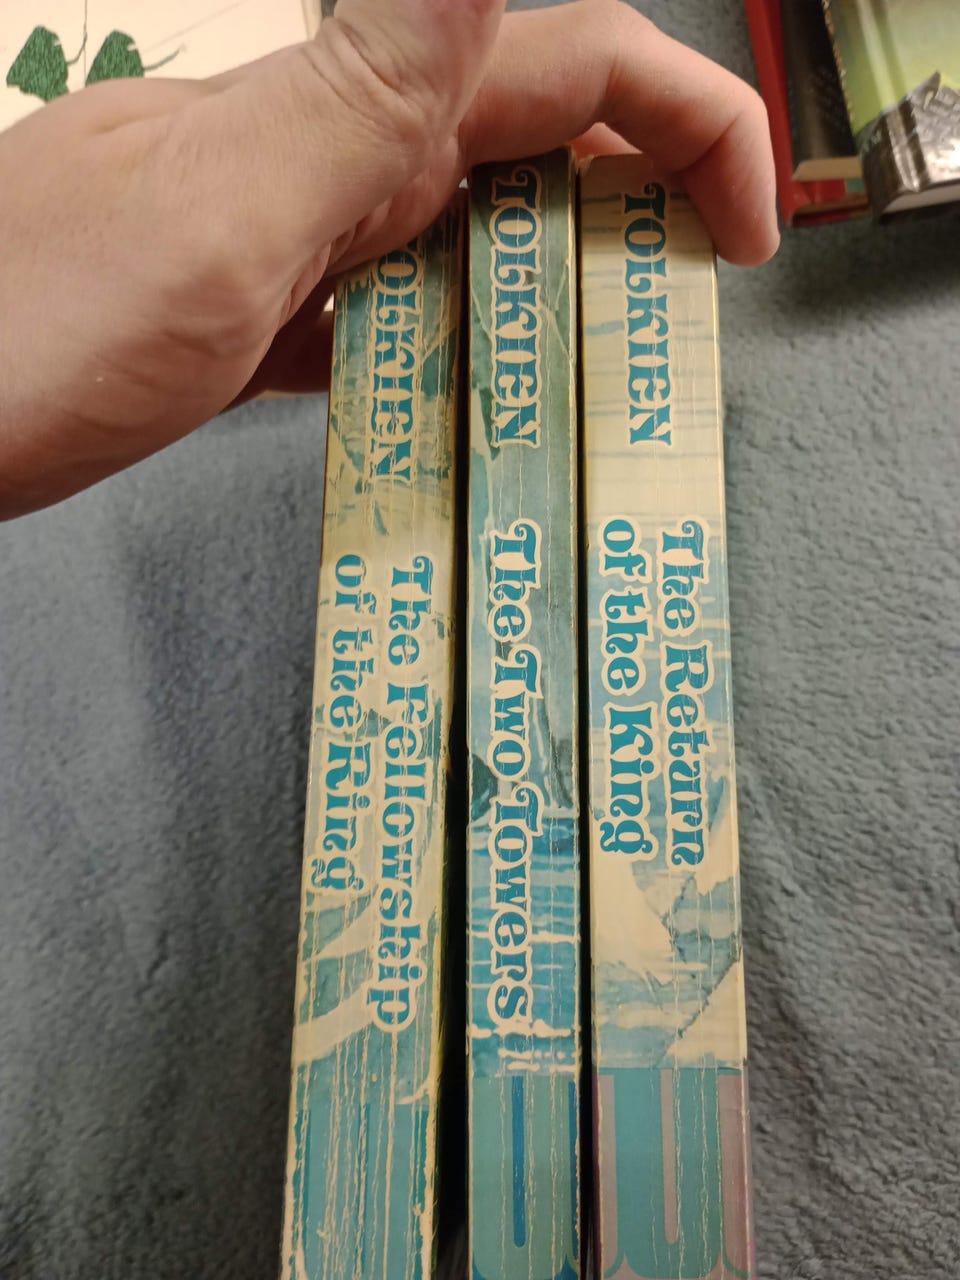 TOLKIEN
The Fellowship
of the Ring
TOLKIEN
The Two Towers
TOLKIEN
The Return
of the King